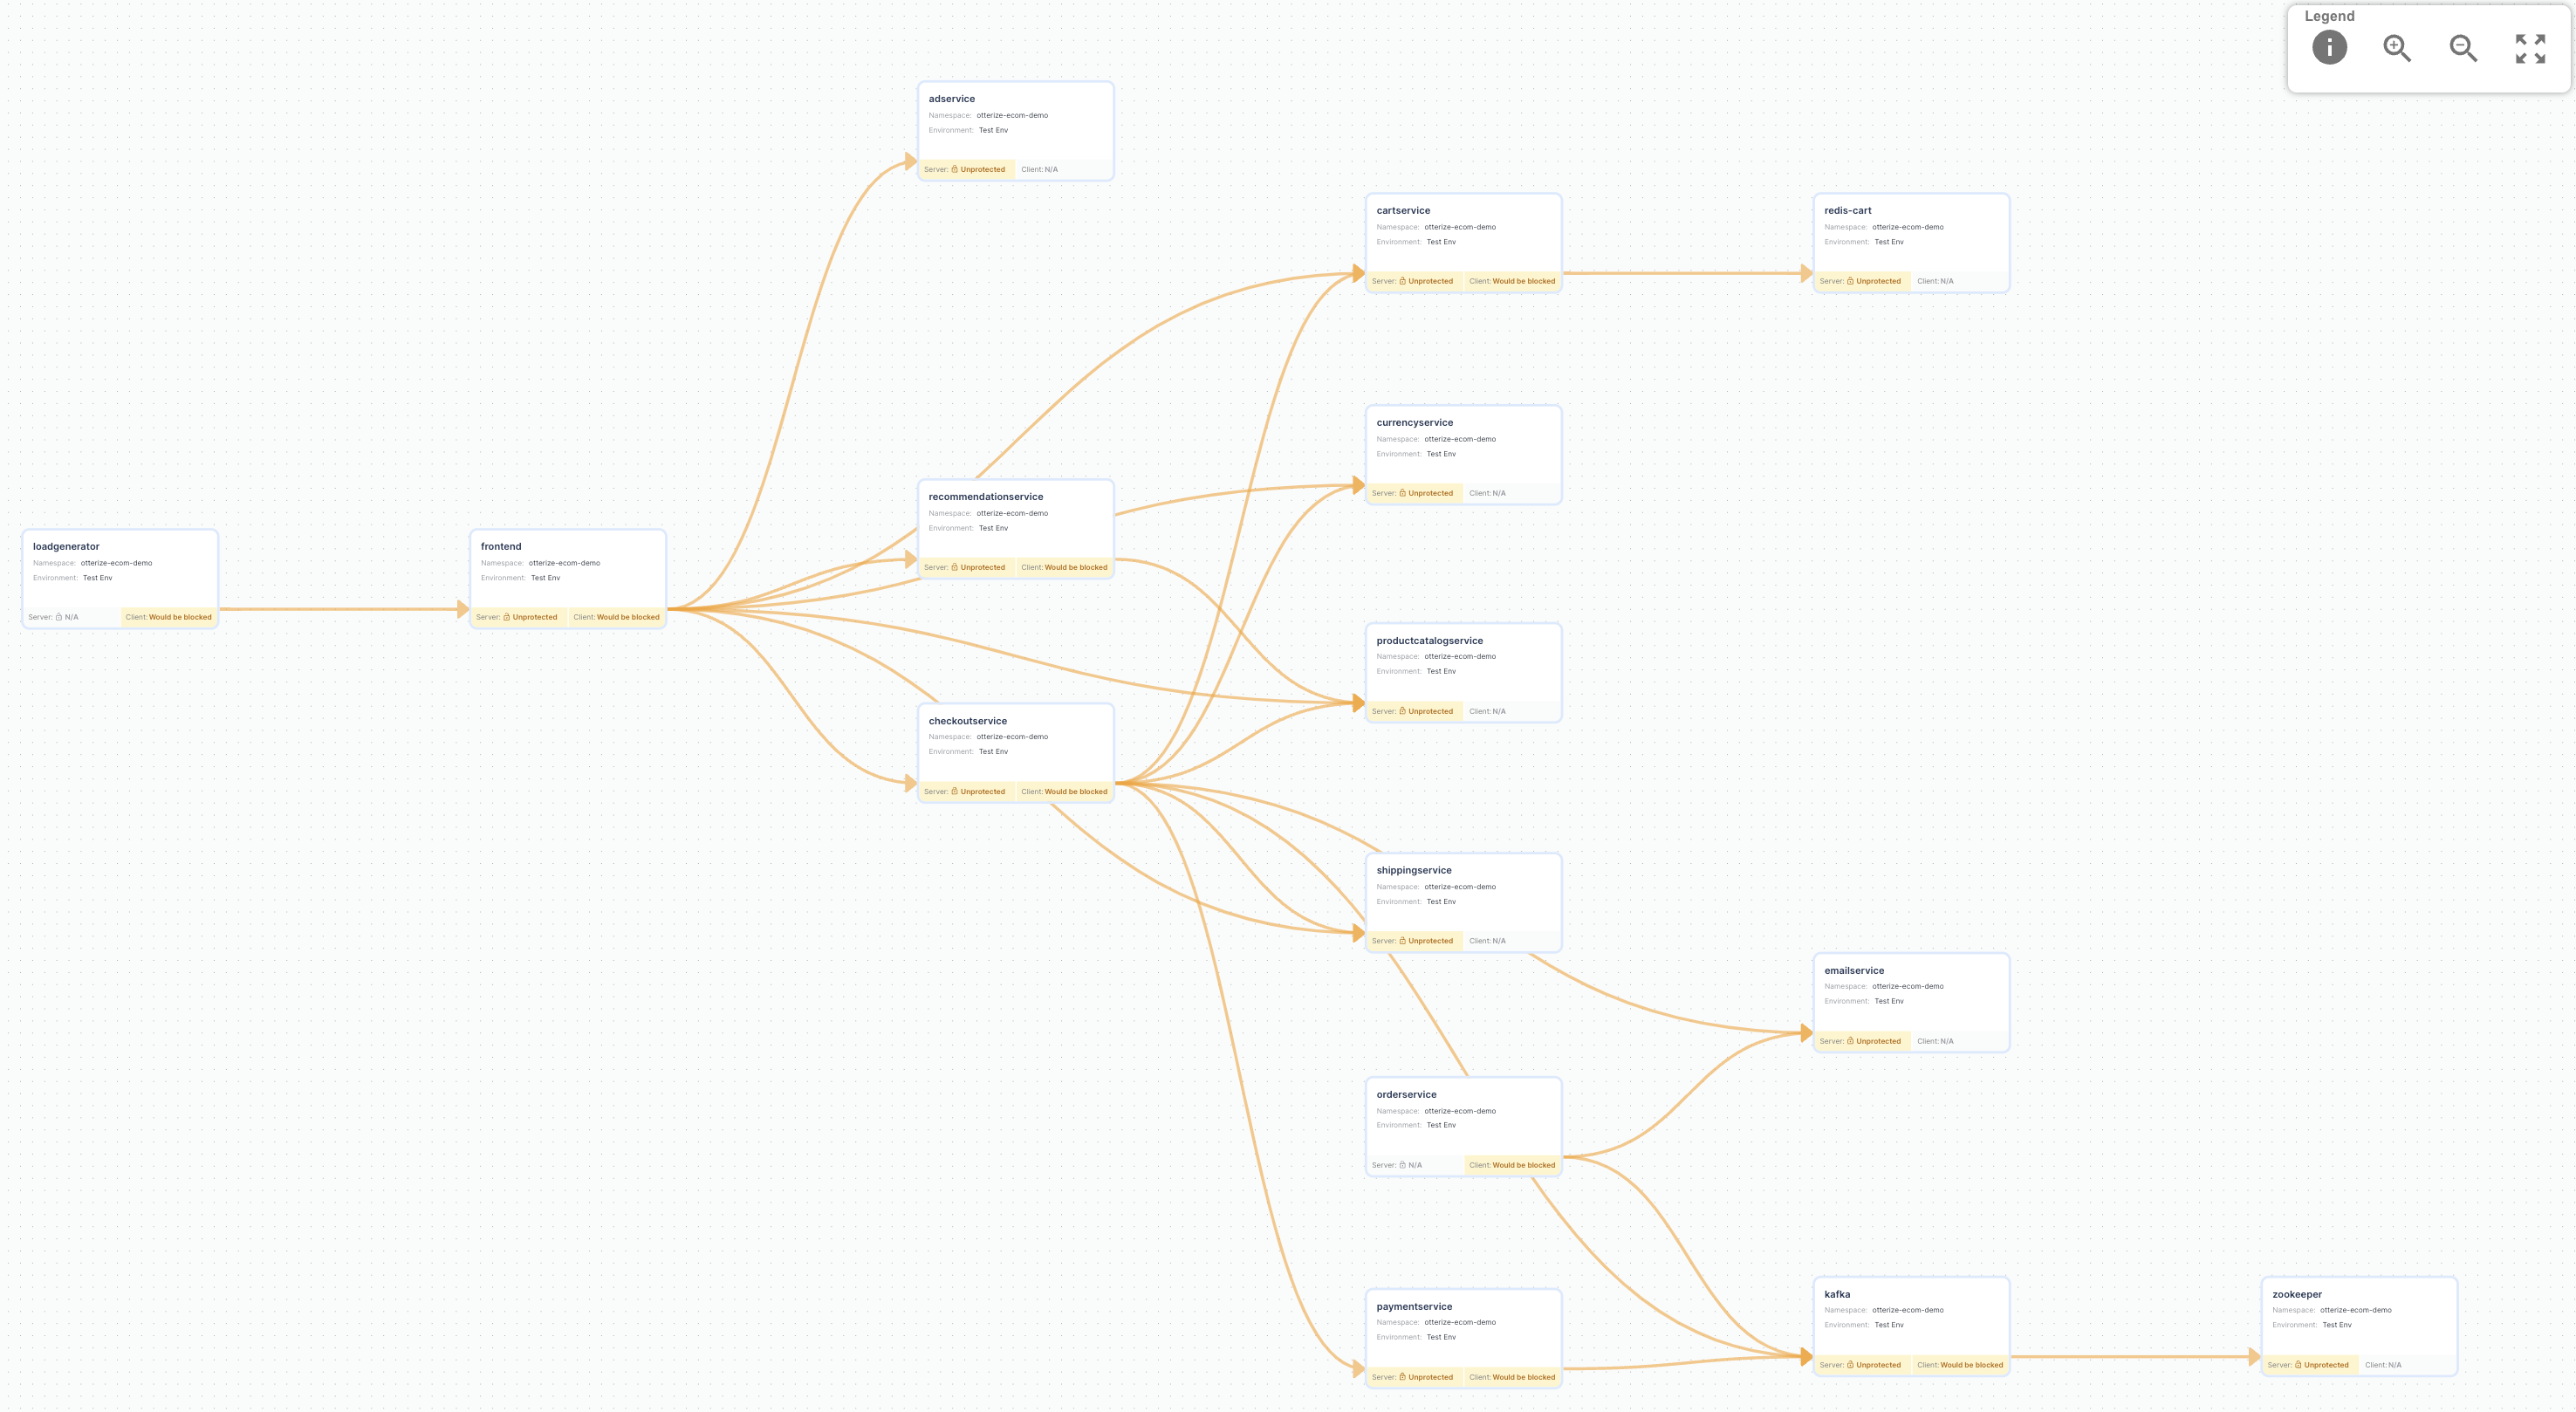 Legend
adservice
Namespace: otterize-ecom-demo
Environment: Test Env
Server: Unprotected Client: N/A
cartservice
Namespace: otterize-ecom-demo
Environment: Test Env
Server: Unprotected Client: Would be blocked
redis-cart
Namespace: otterize-ecom-demo
Environment: Test Env
Server: Unprotected Client: N/A
currencyservice
Namespace: otterize-ecom-demo
Environment: Test Env
Server: Unprotected Client: N/A
recommendationservice
Namespace: otterize-ecom-demo
Environment: Test Env
Server: Unprotected Client: Would be blocked
loadgenerator
Namespace: otterize-ecom-demo
Environment: Test Env
Server: N/A Client: Would be blocked
frontend
Namespace: otterize-ecom-demo
Environment: Test Env
Server: Unprotected Client: Would be blocked
productcatalogservice
Namespace: otterize-ecom-demo
Environment: Test Env
Server: Unprotected Client: N/A
checkoutservice
Namespace: otterize-ecom-demo
Environment: Test Env
Server: Unprotected Client: Would be blocked
shippingservice
Namespace: otterize-ecom-demo
Environment: Test Env
Server: Unprotected Client: N/A
emailservice
Namespace: otterize-ecom-demo
Environment: Test Env
Server: Unprotected Client: N/A
orderservice
Namespace: otterize-ecom-demo
Environment: Test Env
Server: N/A Client: Would be blocked
paymentservice
Namespace: otterize-ecom-demo
Environment: Test Env
Server: Unprotected Client: Would be blocked
kafka
Namespace: otterize-ecom-demo
Environment: Test Env
Server: Unprotected Client: Would be blocked
zookeeper
Namespace: otterize-ecom-demo
Environment: Test Env
Server: Unprotected Client: N/A